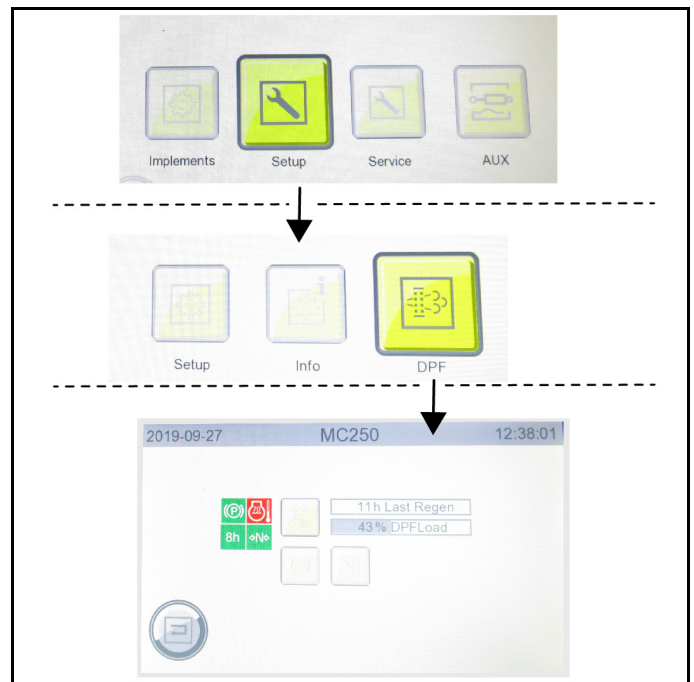 Implements Setup Service AUX
i
Setup Info DPF
2019-09-27 MC250 12:38:01
P 11h Last Regen
8h N 43% DPFLoad